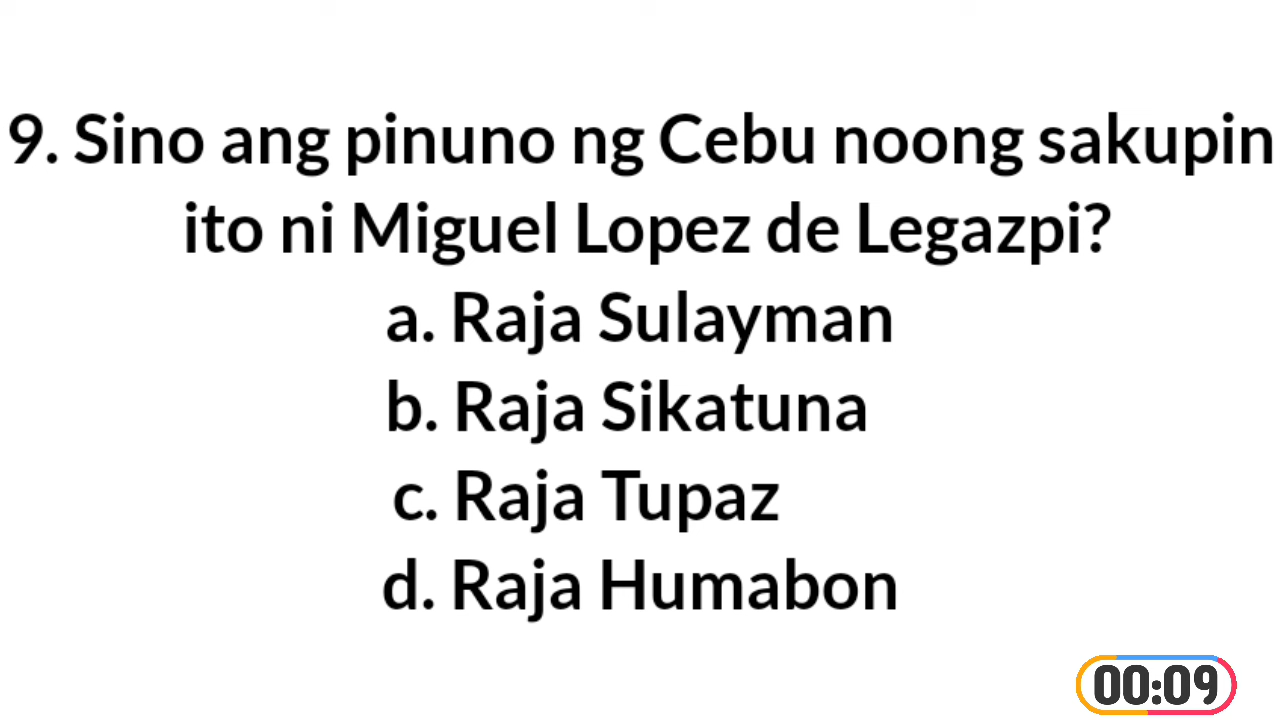 9. Sino ang pinuno ng Cebu noong sakupin
ito ni Miguel Lopez de Legazpi?
a. Raja Sulayman
b. Raja Sikatuna
c. Raja Tupaz
d. Raja Humabon
00:09